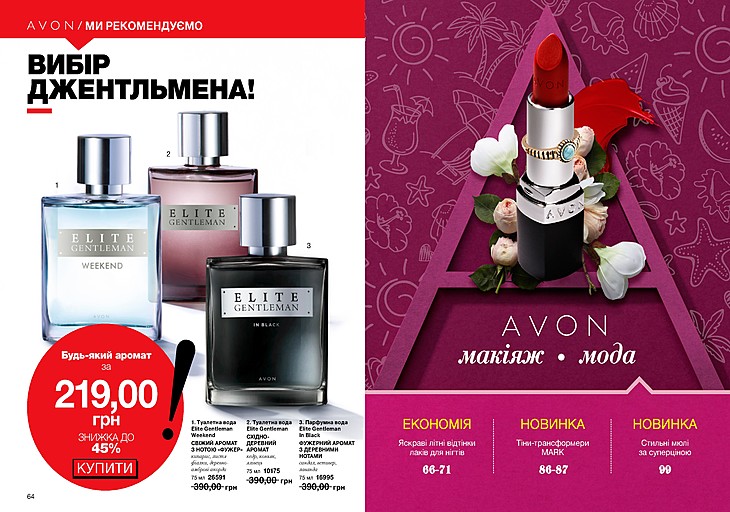 AVON / МИ РЕКОМЕНДУЄМО
ВИБІР
ДЖЕНТЛЬМЕНА!
1
2
3
ELITE
GENTLEMAN
WEEKEND
ELITE
GENTLEMAN
ELITE
GENTLEMAN
IN BLACK
AVON
Будь-який аромат
за
219,00
грн
ЗНИЖКА ДО
45%
КУПИТИ
!
1. Туалетна вода
Elite Gentleman
Weekend
СВІЖИЙ АРОМАТ
З НОТОЮ «ФУЖЕР»
75 мл 26591
390,00 грн
2. Туалетна вода
Elite Gentleman
СХІДНО-
ДЕРЕВНИЙ
АРОМАТ
75 мл 10175
390,00 грн
3. Парфумна вода
Elite Gentleman
In Black
ФУЖЕРНИЙ АРОМАТ
З ДЕРЕВНИМИ
НОТАМИ
75 мл 16995
390,00 грн
64
AVON
AVON
AVON
макіяж • мода
ЕКОНОМІЯ
Яскраві літні відтінки
лаків для нігтів
66-71
НОВИНКА
Тіни-трансформери
MARK
86-87
НОВИНКА
Стильні мюлі
за суперціною
99